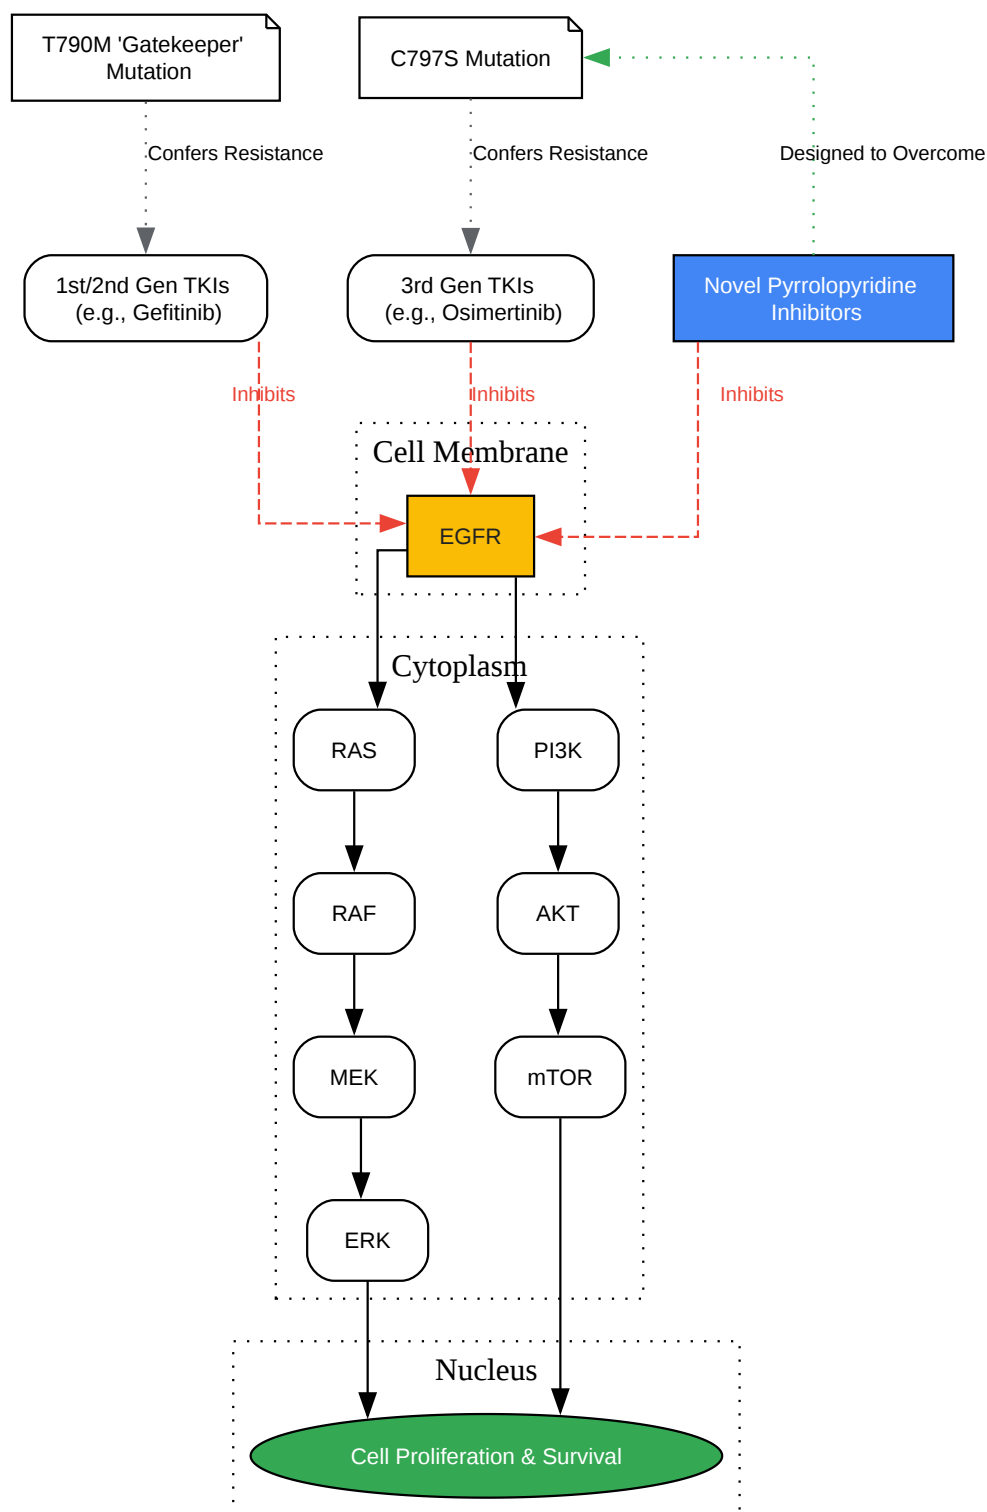 T790M 'Gatekeeper'
Mutation
C797S Mutation
Confers Resistance
Confers Resistance
Designed to Overcome
1st/2nd Gen TKIs
(e.g., Gefitinib)
3rd Gen TKIs
(e.g., Osimertinib)
Novel Pyrrolopyridine
Inhibitors
Inhibits
Inhibits
Inhibits
Cell Membrane
EGFR
Cytoplasm
RAS
PI3K
RAF
AKT
MEK
mTOR
ERK
Nucleus
Cell Proliferation & Survival